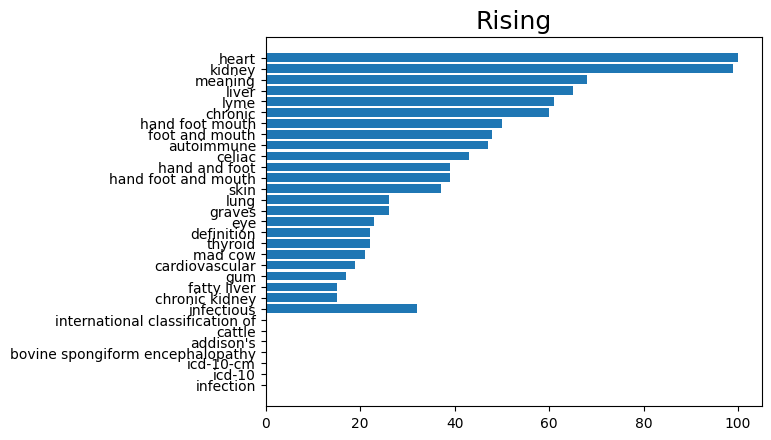 Rising
heart
kidney
meaning
liver
lyme
chronic
hand foot mouth
foot and mouth
autoimmune
celiac
hand and foot
hand foot and mouth
skin
lung
graves
eye
definition
thyroid
mad cow
cardiovascular
gum
fatty liver
chronic kidney
infectious
international classification of
cattle
addison's
bovine spongiform encephalopathy
icd-10-cm
icd-10
infection
0 20 40 60 80 100